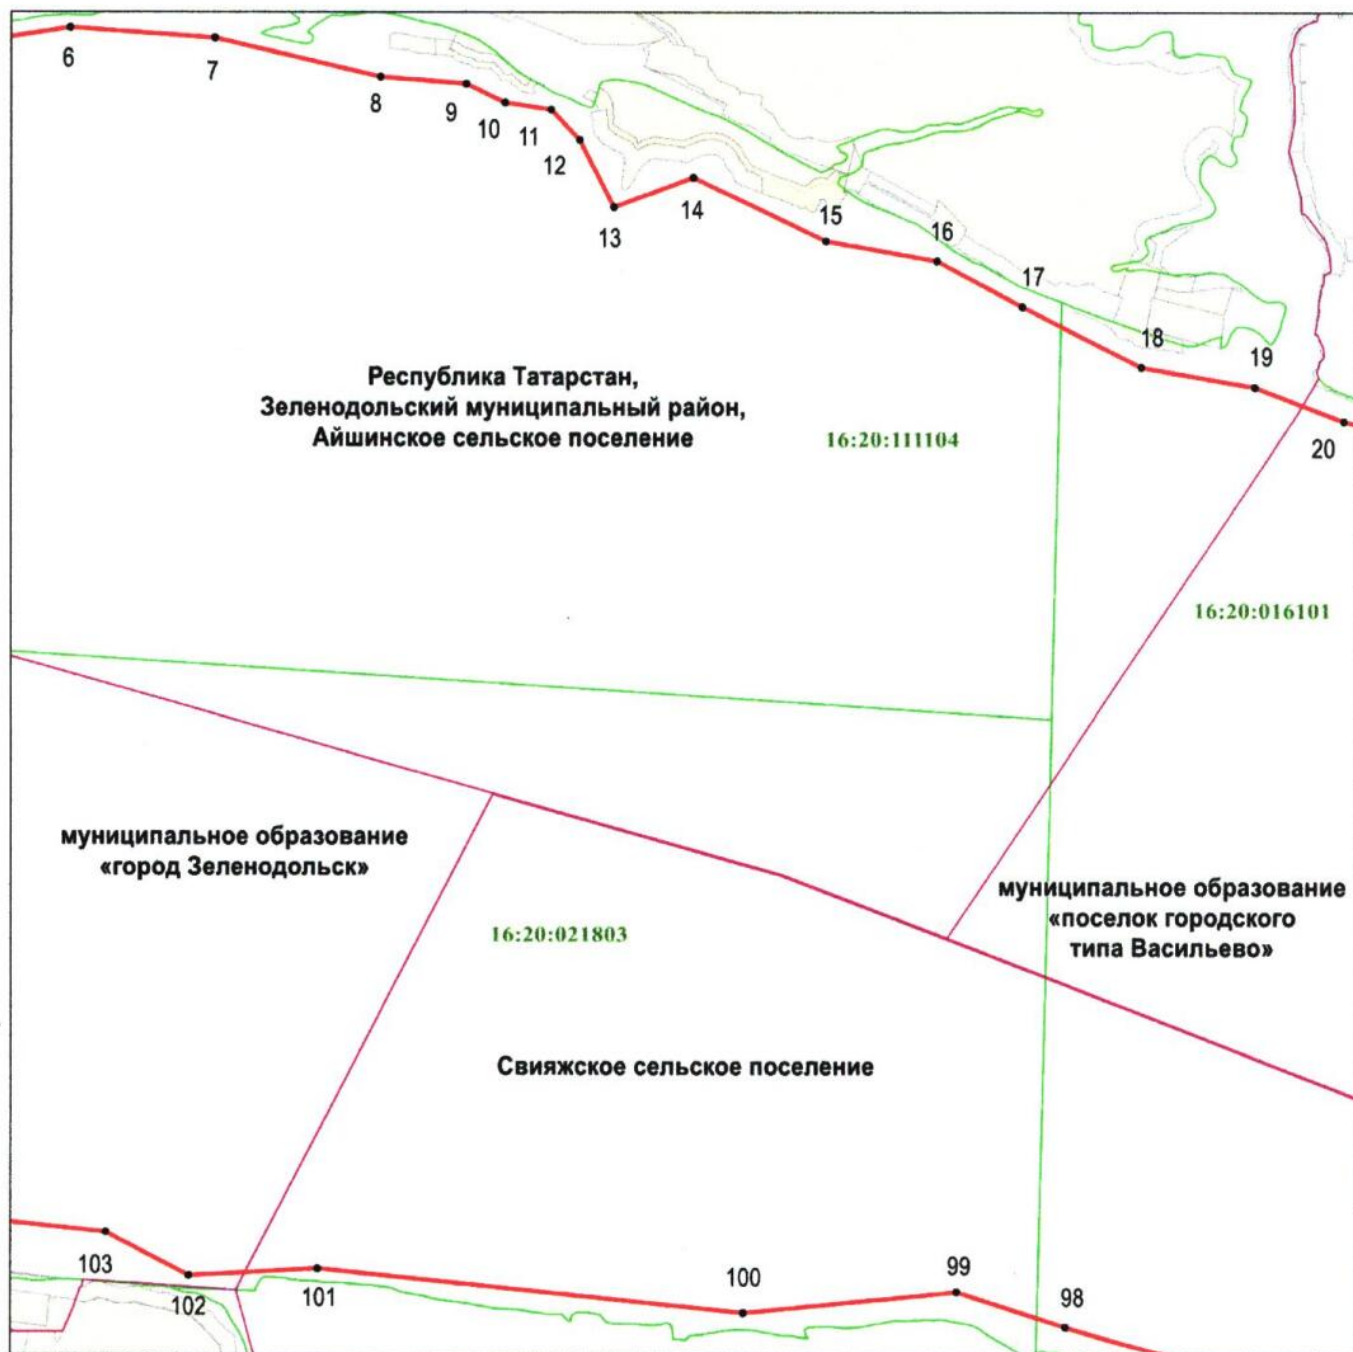 6
7
8
9
10
11
12
13
14
15
16
17
18
19
20
Республика Татарстан,
Зеленодольский муниципальный район,
Айшинское сельское поселение
16:20:111104
16:20:016101
муниципальное образование
«город Зеленодольск»
муниципальное образование
«поселок городского
типа Васильево»
16:20:021803
Свияжское сельское поселение
103
102
101
100
99
98